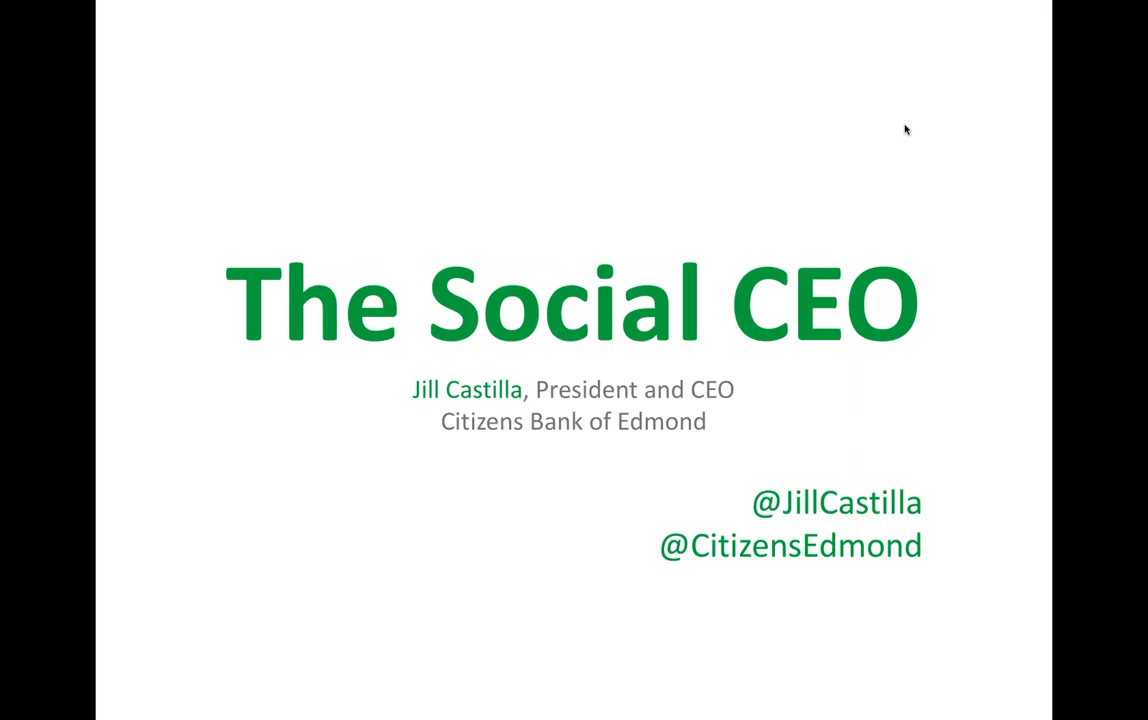 The Social CEO
Jill Castilla, President and CEO
Citizens Bank of Edmond
@JillCastilla
@CitizensEdmond